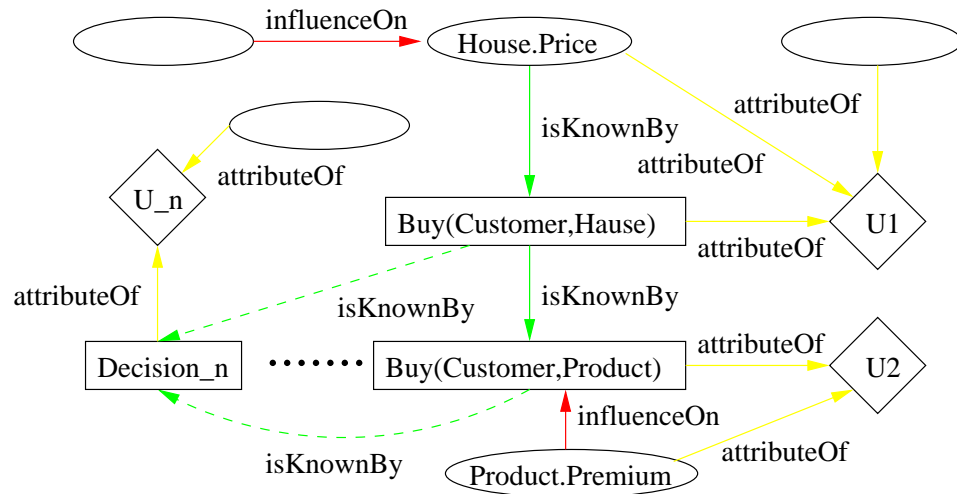 influenceOn
House.Price
attributeOf
isKnownBy
attributeOf
attributeOf
U_n
Buy(Customer,Hause)
U1
attributeOf
attributeOf
isKnownBy
isKnownBy
attributeOf
Decision_n
Buy(Customer,Product)
U2
influenceOn
attributeOf
isKnownBy
Product.Premium